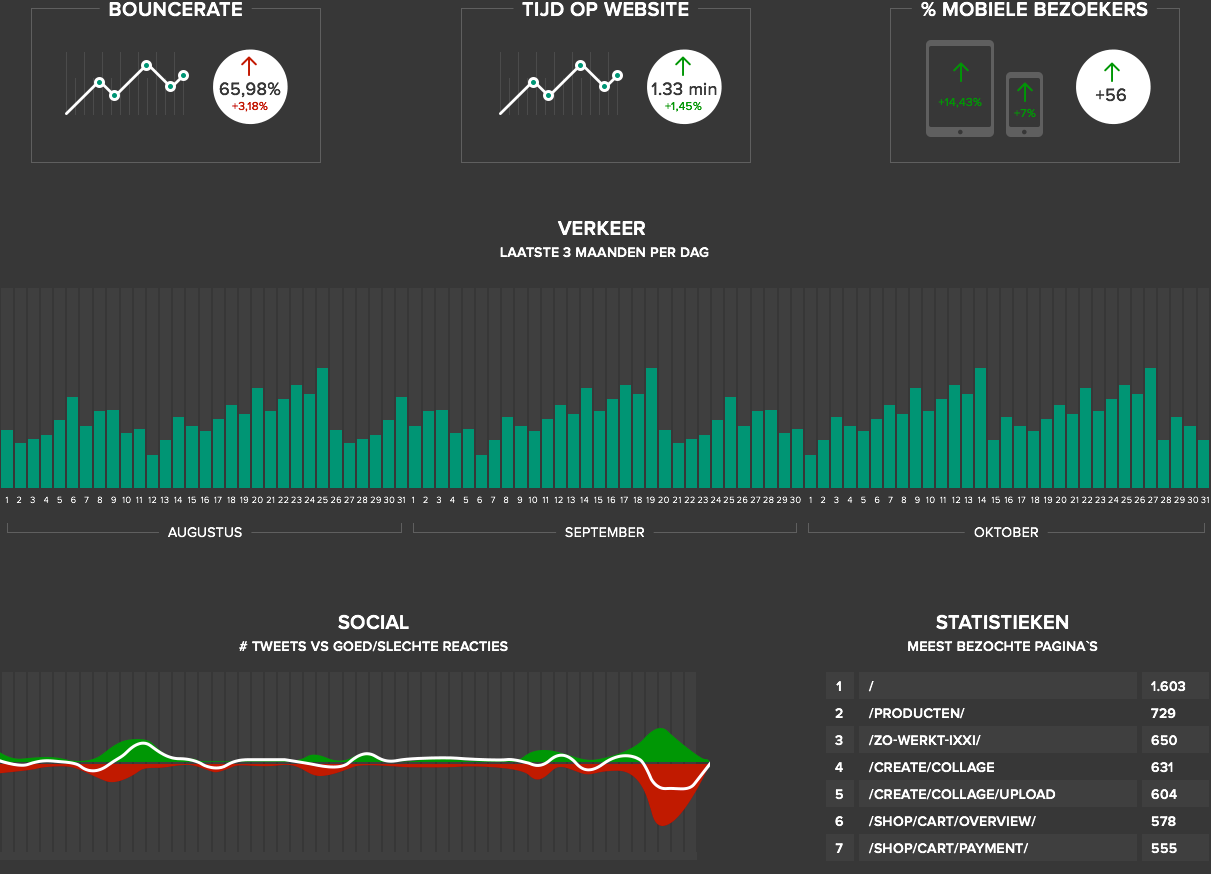 BOUNCERATE
TIJD OP WEBSITE
% MOBIELE BEZOEKERS
65,98%
+3,18%
1.33 min
+1,45%
+14,43%
+7%
+56
VERKEER
LAATSTE 3 MAANDEN PER DAG
1 2 3 4 5 6 7 8 9 10 11 12 13 14 15 16 17 18 19 20 21 22 23 24 25 26 27 28 29 30 31 1 2 3 4 5 6 7 8 9 10 11 12 13 14 15 16 17 18 19 20 21 22 23 24 25 26 27 28 29 30 1 2 3 4 5 6 7 8 9 10 11 12 13 14 15 16 17 18 19 20 21 22 23 24 25 26 27 28 29 30 31
AUGUSTUS SEPTEMBER OKTOBER
SOCIAL
# TWEETS VS GOED/SLECHTE REACTIES
STATISTIEKEN
MEEST BEZOCHTE PAGINA`S
1 / 1.603
2 /PRODUCTEN/ 729
3 /ZO-WERKT-IXXI/ 650
4 /CREATE/COLLAGE 631
5 /CREATE/COLLAGE/UPLOAD 604
6 /SHOP/CART/OVERVIEW/ 578
7 /SHOP/CART/PAYMENT/ 555